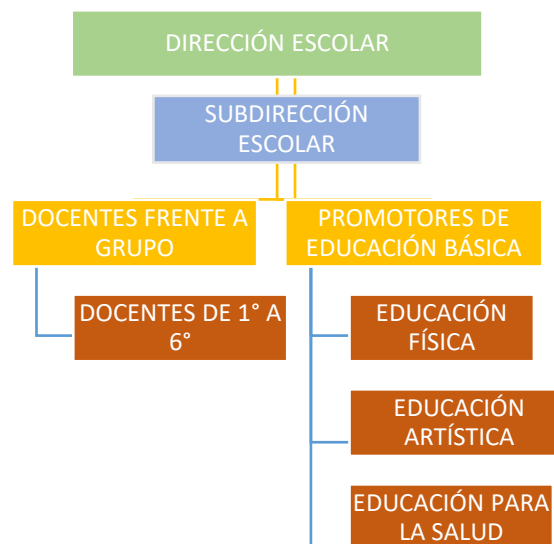 DIRECCIÓN ESCOLAR
SUBDIRECCIÓN
ESCOLAR
DOCENTES FRENTE A
GRUPO
PROMOTORES DE
EDUCACIÓN BÁSICA
DOCENTES DE 1° A
6°
EDUCACIÓN
FÍSICA
EDUCACIÓN
ARTÍSTICA
EDUCACIÓN PARA
LA SALUD